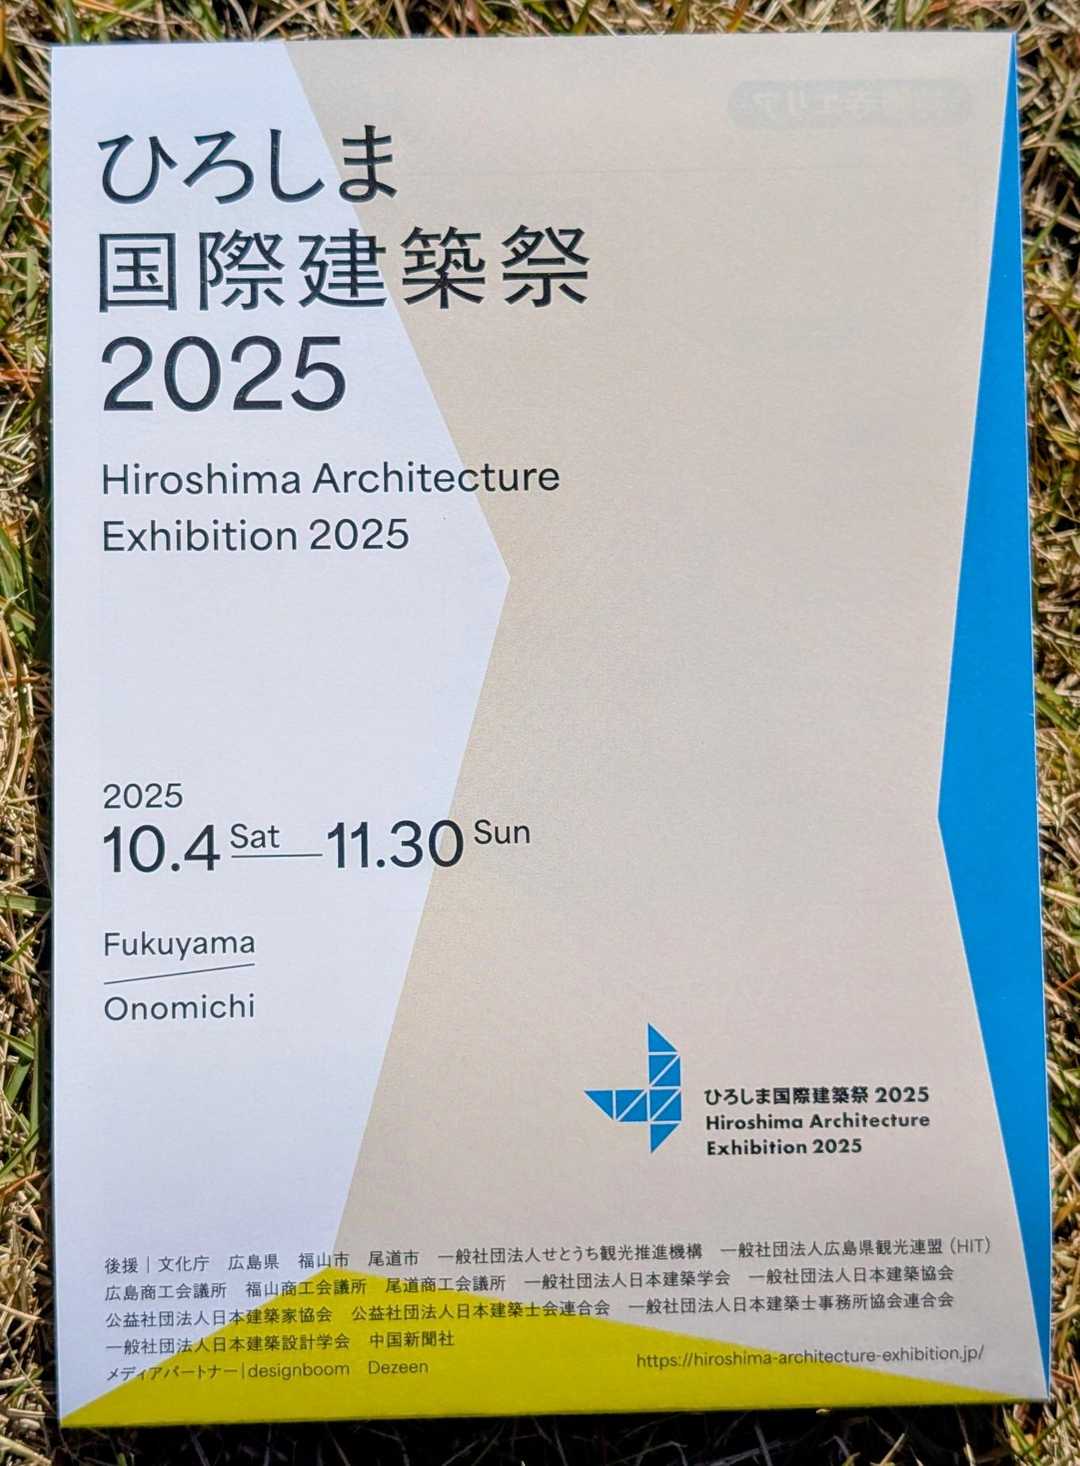 ひろしま
国際建築祭
2025
Hiroshima Architecture
Exhibition 2025
2025
10.4 Sat — 11.30 Sun
Fukuyama
Onomichi
ひろしま国際建築祭 2025
Hiroshima Architecture
Exhibition 2025
後援｜文化庁　広島県　福山市　尾道市　一般社団法人せとうち観光推進機構　一般社団法人広島県観光連盟（HIT）
広島商工会議所　福山商工会議所　尾道商工会議所　一般社団法人日本建築学会　一般社団法人日本建築協会
公益社団法人日本建築家協会　公益社団法人日本建築士会連合会　一般社団法人日本建築士事務所協会連合会
一般社団法人日本建築設計学会　中国新聞社
メディアパートナー｜designboom　Dezeen
https://hiroshima-architecture-exhibition.jp/